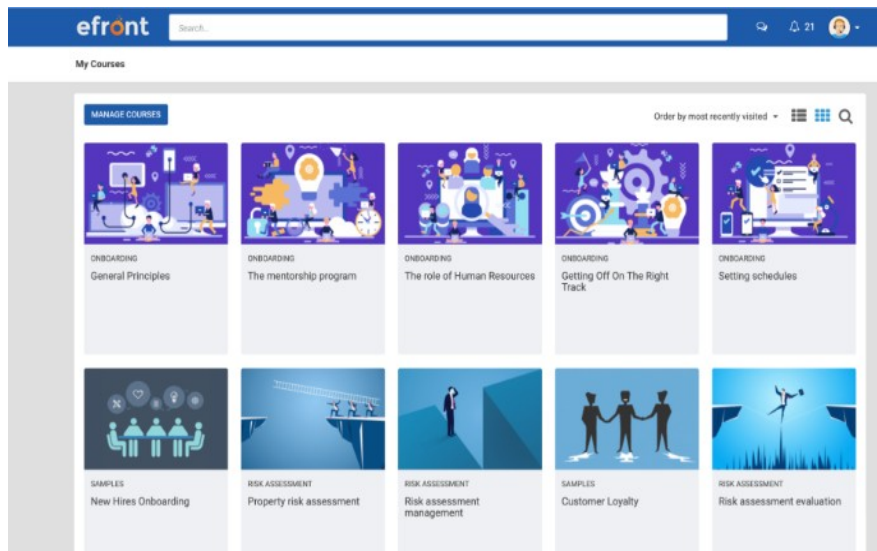 efront
Search...
21
My Courses
MANAGE COURSES
Order by most recently visited
ONBOARDING
General Principles
ONBOARDING
The mentorship program
ONBOARDING
The role of Human Resources
ONBOARDING
Getting Off On The Right
Track
ONBOARDING
Setting schedules
SAMPLES
New Hires Onboarding
RISK ASSESSMENT
Property risk assessment
RISK ASSESSMENT
Risk assessment
management
SAMPLES
Customer Loyalty
RISK ASSESSMENT
Risk assessment evaluation